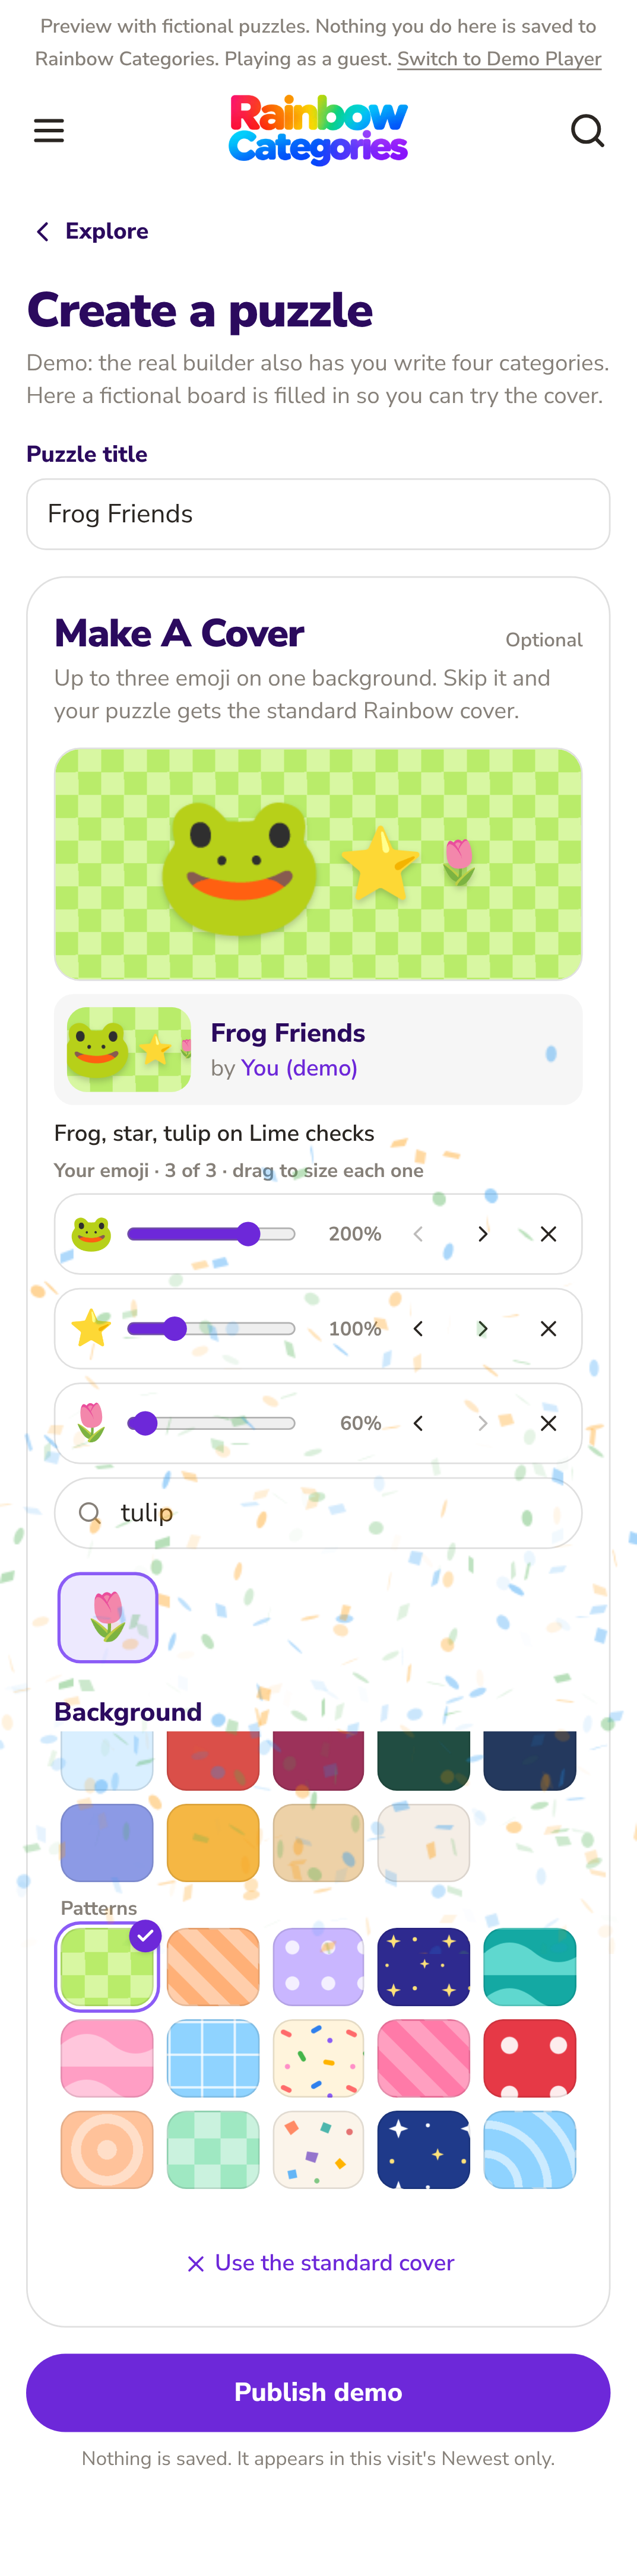 Preview with fictional puzzles. Nothing you do here is saved to
Rainbow Categories. Playing as a guest. Switch to Demo Player
Rainbow
Categories
Explore
Create a puzzle
Demo: the real builder also has you write four categories.
Here a fictional board is filled in so you can try the cover.
Puzzle title
Frog Friends
Make A Cover
Optional
Up to three emoji on one background. Skip it and
your puzzle gets the standard Rainbow cover.
Frog Friends
by You (demo)
Frog, star, tulip on Lime checks
Your emoji · 3 of 3 · drag to size each one
200%
100%
60%
tulip
Background
Patterns
Use the standard cover
Publish demo
Nothing is saved. It appears in this visit's Newest only.